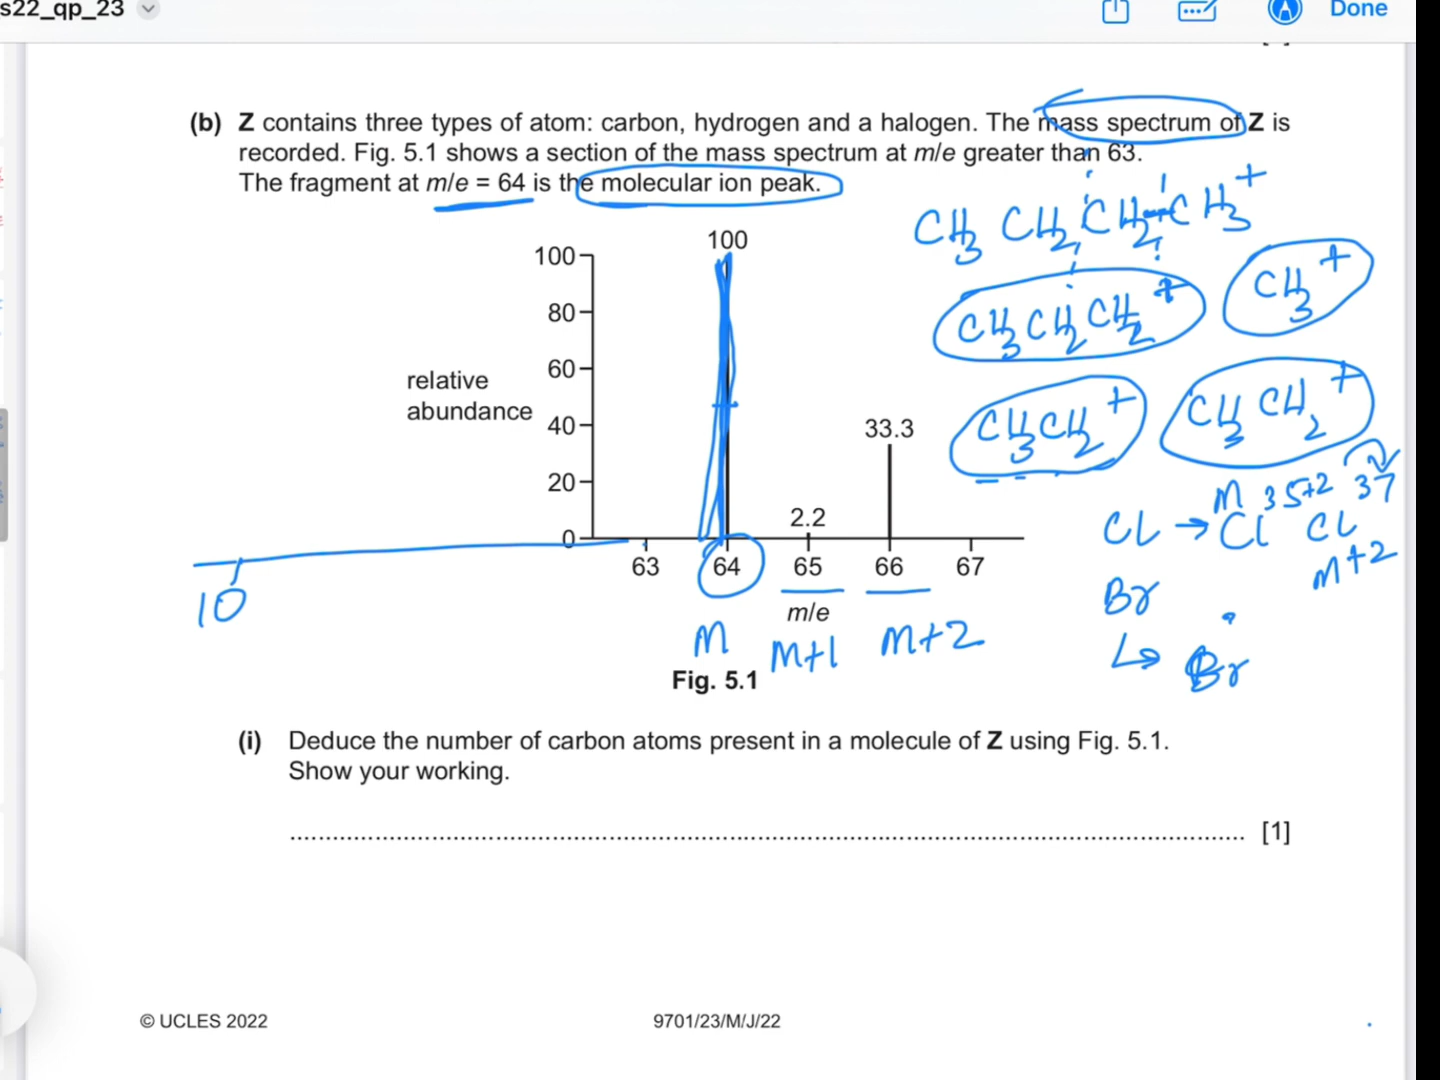 s22_qp_23
Done
(b) Z contains three types of atom: carbon, hydrogen and a halogen. The mass spectrum of Z is
recorded. Fig. 5.1 shows a section of the mass spectrum at m/e greater than 63.
The fragment at m/e = 64 is the molecular ion peak.
CH3 CH2 CH2 CH3 +
100
100
80
60
40
20
0
relative
abundance
CH3CH2CH2 +
CH3 +
33.3
CH3CH2 +
CH3 CH2 +
2.2
M 35+2 37
Cl → Cl Cl
M+2
63 64 65 66 67
10
m/e
Br
M M+1 M+2
↳ Br
Fig. 5.1
(i) Deduce the number of carbon atoms present in a molecule of Z using Fig. 5.1.
Show your working.
[1]
© UCLES 2022
9701/23/M/J/22